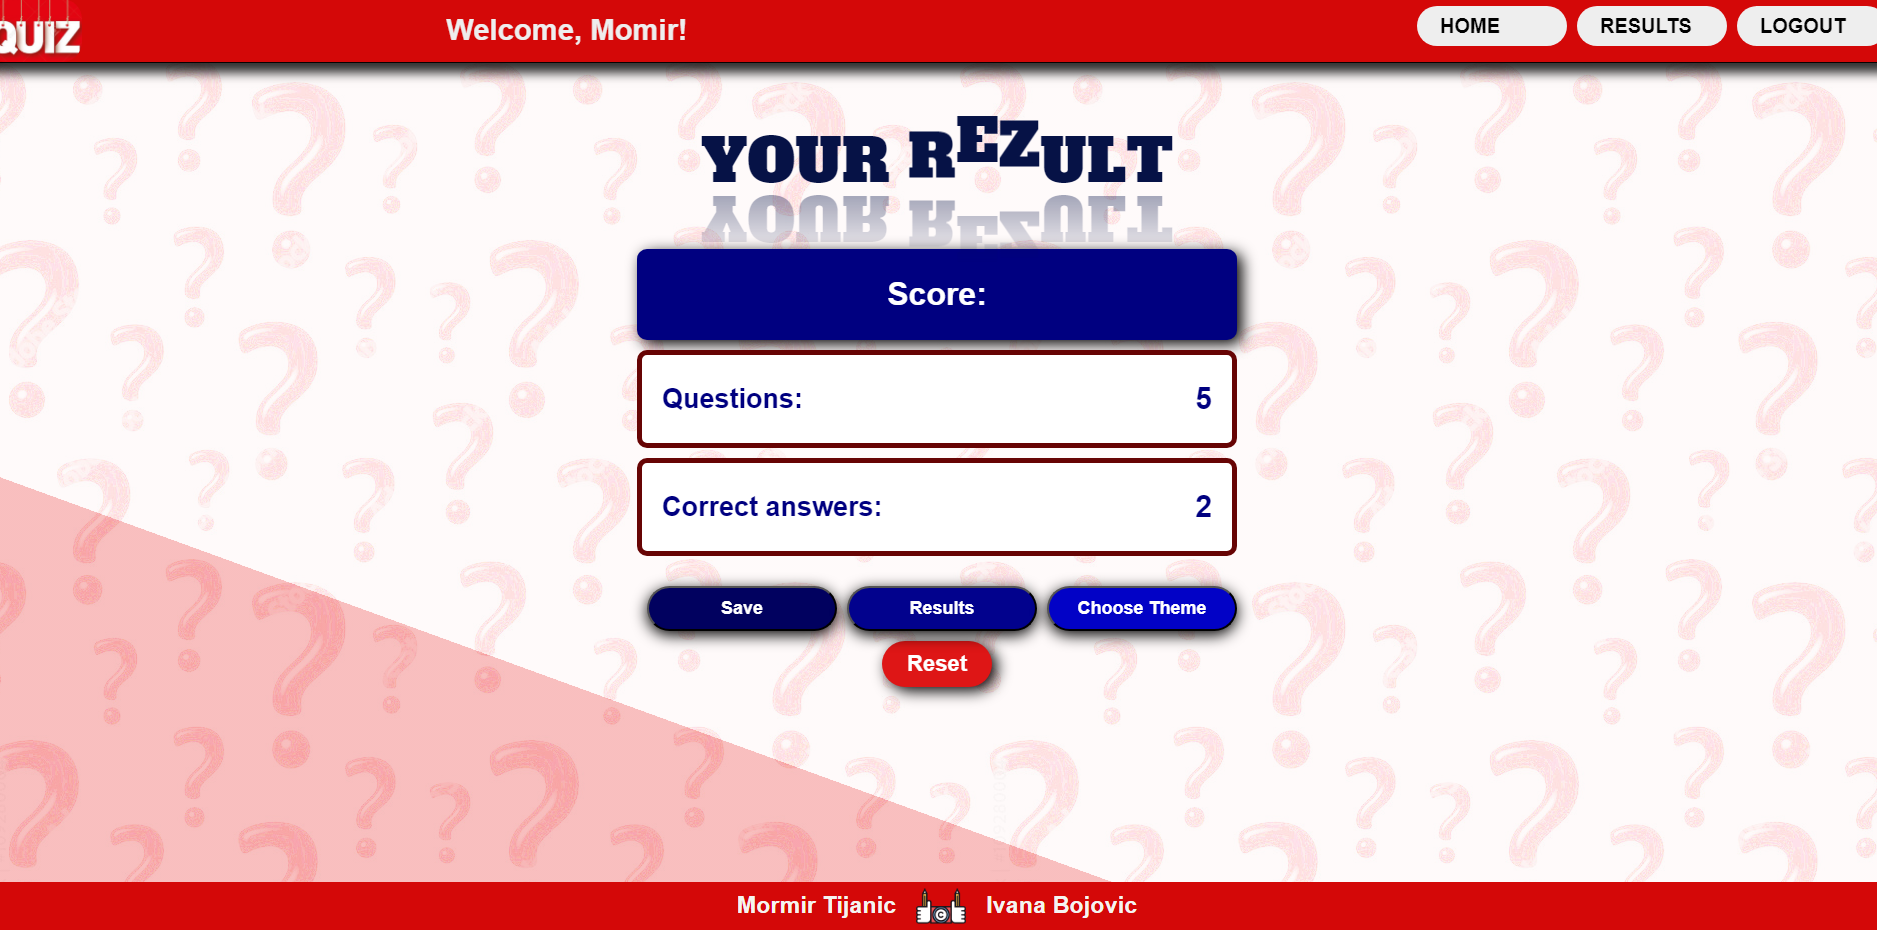 QUIZ
Welcome, Momir!
HOME
RESULTS
LOGOUT
YOUR REZULT
Score:
Questions: 5
Correct answers: 2
Save
Results
Choose Theme
Reset
Mormir Tijanic © Ivana Bojovic